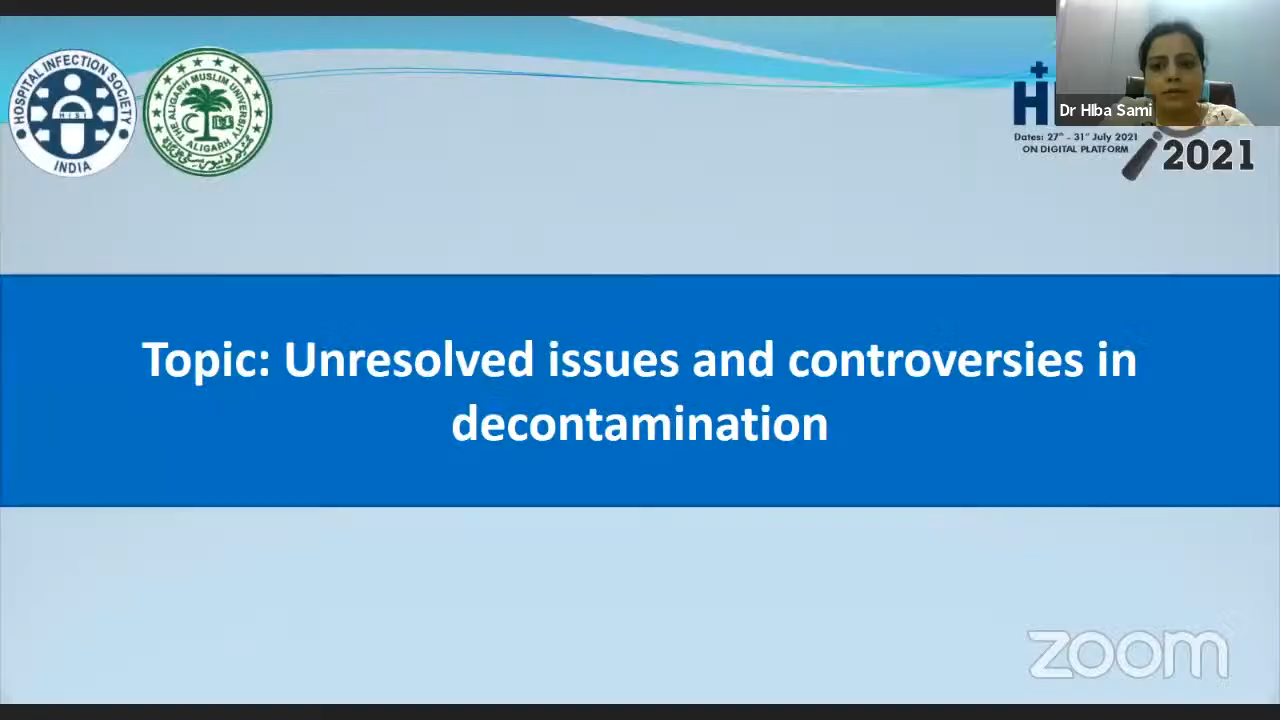 HOSPITAL INFECTION SOCIETY
HIS
INDIA
THE ALIGARH MUSLIM UNIVERSITY
ALIGARH
H
Dr HIba Sami
Dates: 27th - 31st July 2021
ON DIGITAL PLATFORM
2021
Topic: Unresolved issues and controversies in
decontamination
zoom